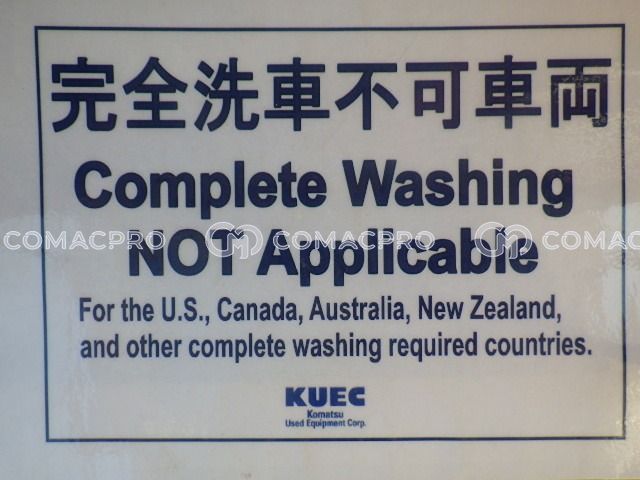 完全洗車不可車両
Complete Washing
NOT Applicable
COMACPRO COMACPRO COMACPRO
For the U.S., Canada, Australia, New Zealand,
and other complete washing required countries.
KUEC
Komatsu
Used Equipment Corp.